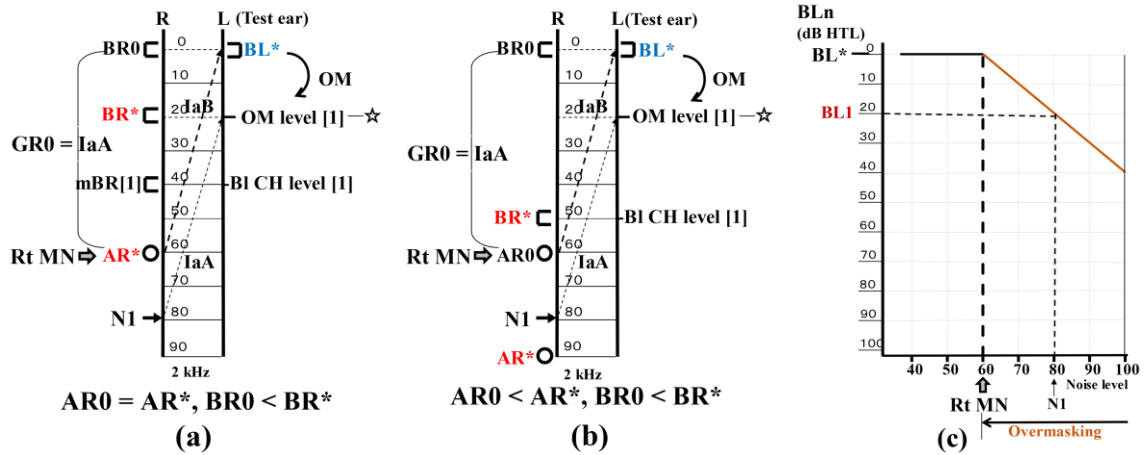 R L (Test ear)
BR0 0 BL*
10 OM
BR* 20 IaB OM level [1] ☆
GR0 = IaA 30
mBR[1] 40 Bl CH level [1]
50
Rt MN AR* 60 IaA
70
N1 80
90
2 kHz
AR0 = AR*, BR0 < BR*
(a)
R L (Test ear)
BR0 0 BL*
10 OM
20 IaB OM level [1] ☆
30
GR0 = IaA
40
BR* 50 Bl CH level [1]
Rt MN AR0 60 IaA
70
N1 80
AR* 90
2 kHz
AR0 < AR*, BR0 < BR*
(b)
BLn
(dB HTL)
BL* 0
10
BL1 20
30
40
50
60
70
80
90
100
40 50 60 70 80 90 100
Rt MN N1 Noise level
Overmasking
(c)